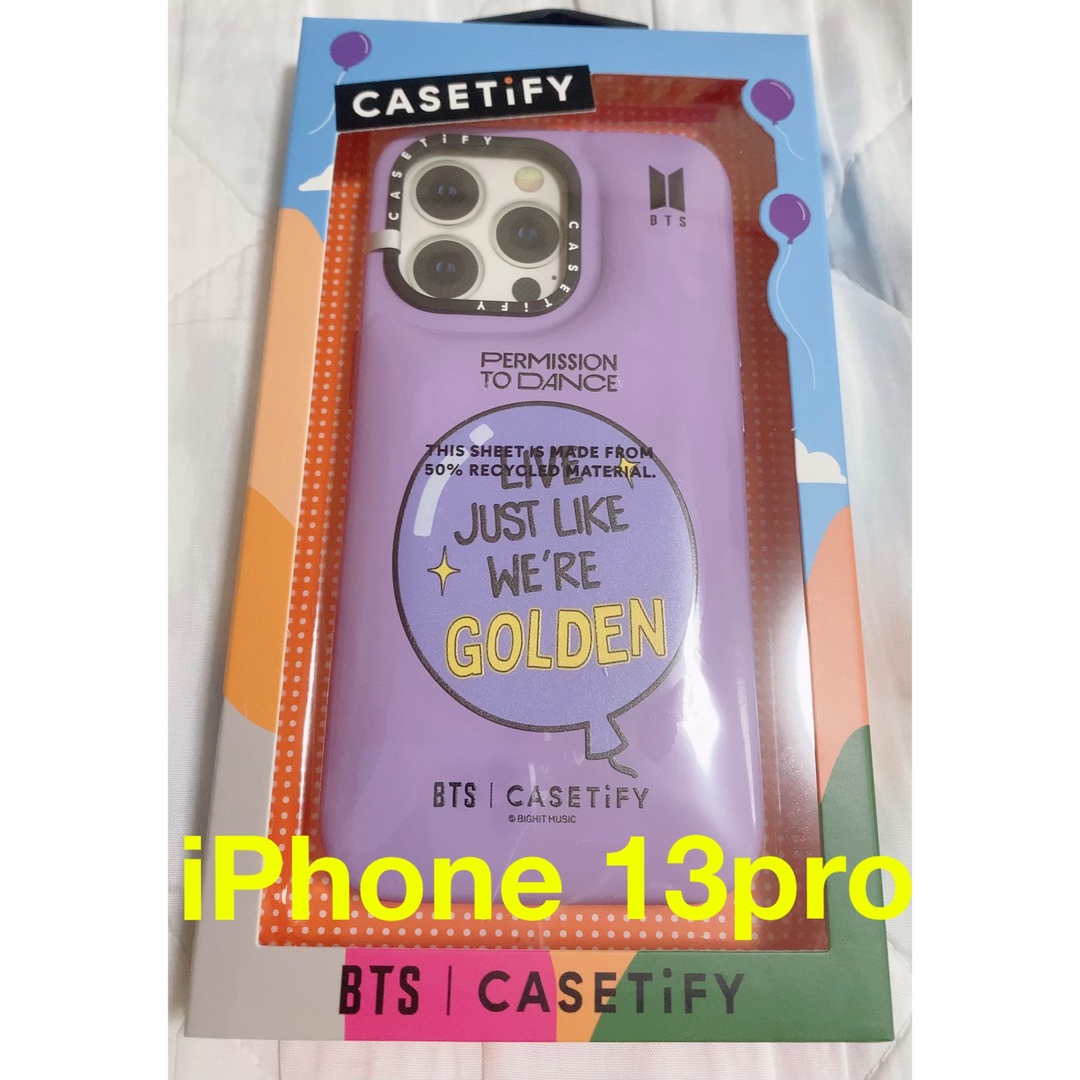 CASETiFY
CASETiFY
CASETiFY
CASETiFY
BTS
PERMISSION
TO DANCE
THIS SHEET IS MADE FROM
50% RECYCLED MATERIAL.
LIVE
JUST LIKE
WE'RE
GOLDEN
BTS | CASETiFY
© BIGHIT MUSIC
iPhone 13pro
BTS | CASETiFY